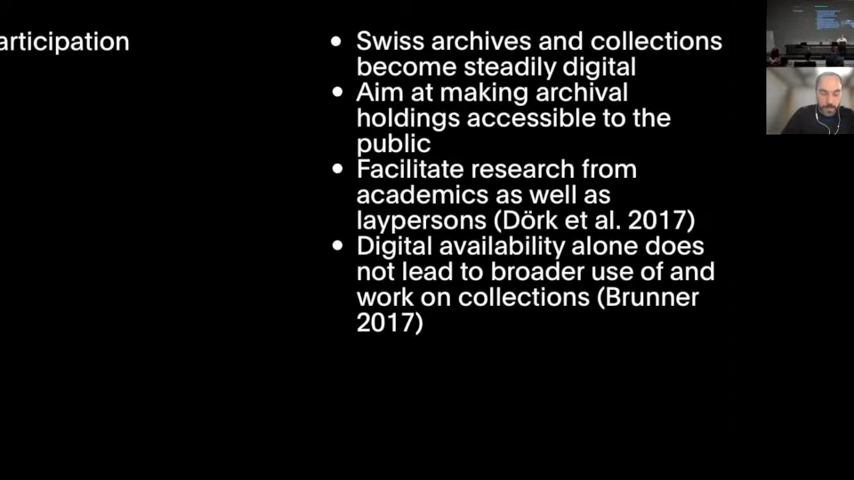 articipation
• Swiss archives and collections
become steadily digital
• Aim at making archival
holdings accessible to the
public
• Facilitate research from
academics as well as
laypersons (Dörk et al. 2017)
• Digital availability alone does
not lead to broader use of and
work on collections (Brunner
2017)